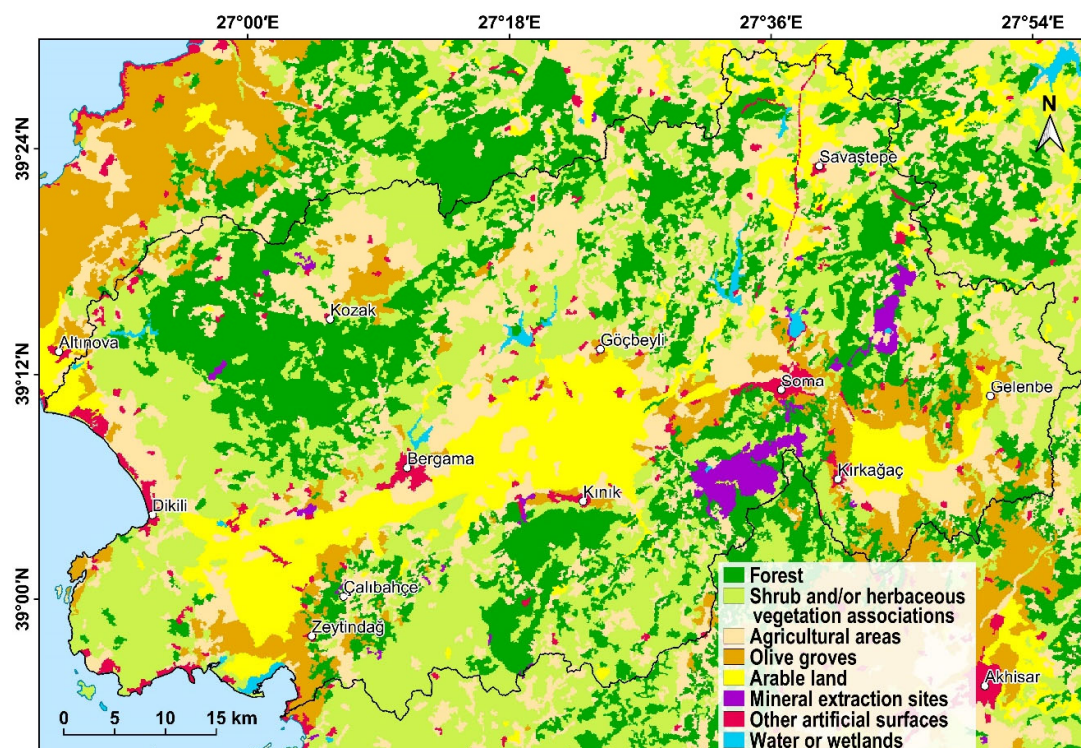 27°00′E 27°18′E 27°36′E 27°54′E
N
39°24′N
Savaştepe
Kozak
Altınova
Göçbeyli
39°12′N
Soma
Gelenbe
Bergama
Kırkağaç
Kınık
Dikili
Çalıbahçe
39°00′N
Zeytindağ
Akhisar
0 5 10 15 km
Forest
Shrub and/or herbaceous
vegetation associations
Agricultural areas
Olive groves
Arable land
Mineral extraction sites
Other artificial surfaces
Water or wetlands